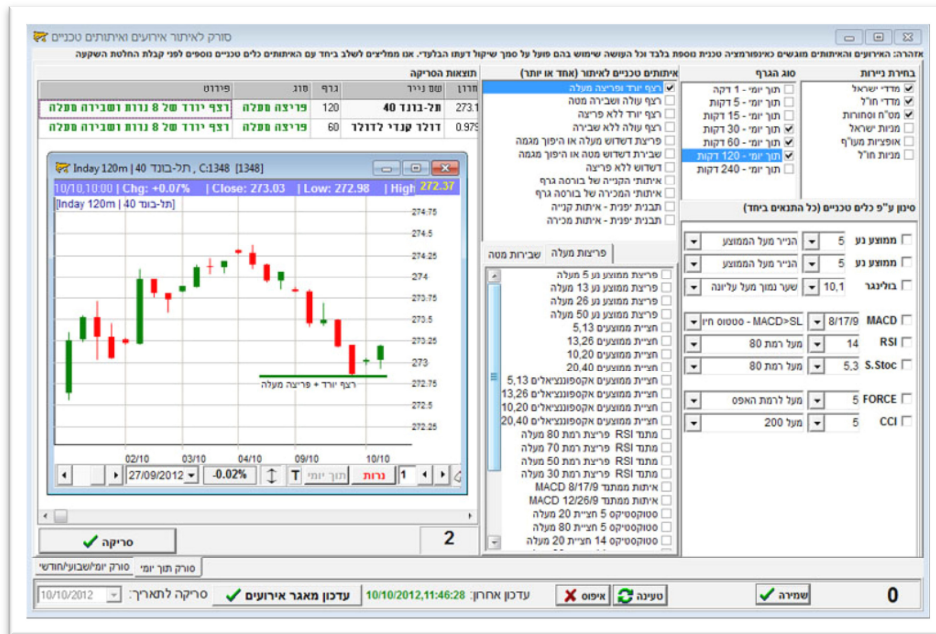 סורק לאיתור אירועים ואיתותים טכניים
אזהרה: האירועים והאיתותים מוגשים כאינפורמציה טכנית נוספת בלבד וכל העושה שימוש בהם פועל על סמך שיקול דעתו הבלעדי. אנו ממליצים לשלב ביחד עם האיתותים כלים טכניים נוספים לפני קבלת החלטת השקעה
בחירת ניירות
מדדי ישראל
מדדי חו"ל
מט"ח וסחורות
מניות ישראל
אופציות מעו"ף
מניות חו"ל
סוג הגרף
תוך יומי - 1 דקה
תוך יומי - 5 דקות
תוך יומי - 15 דקות
תוך יומי - 30 דקות
תוך יומי - 60 דקות
תוך יומי - 120 דקות
תוך יומי - 240 דקות
סינון ע"פ כלים טכניים (כל התנאים ביחד)
ממוצע נע 5 הנייר מעל הממוצע
ממוצע נע 5 הנייר מעל הממוצע
בולינגר 10,1 שער נמוך מעל עליונה
MACD 8/17/9 MACD>SL - סטטוס חיו
RSI 14 מעל רמת 80
S.Stoc 5,3 מעל רמת 80
FORCE 5 מעל לרמת האפס
CCI 5 מעל 200
איתותים טכניים לאיתור (אחד או יותר)
רצף יורד ופריצה מעלה
רצף עולה ושבירה מטה
רצף יורד ללא פריצה
רצף עולה ללא שבירה
פריצת דשדוש מעלה או היפוך מגמה
שבירת דשדוש מטה או היפוך מגמה
דשדוש ללא פריצה
איתותי הקנייה של בורסה גרף
איתותי המכירה של בורסה גרף
תבנית יפנית - איתות קנייה
תבנית יפנית - איתות מכירה
פריצות מעלה
שבירות מטה
פריצת ממוצע נע 5 מעלה
פריצת ממוצע נע 13 מעלה
פריצת ממוצע נע 26 מעלה
פריצת ממוצע נע 50 מעלה
חציית ממוצעים 5,13
חציית ממוצעים 13,26
חציית ממוצעים 10,20
חציית ממוצעים 20,40
חציית ממוצעים אקספוננציאלים 5,13
חציית ממוצעים אקספוננציאלים 13,26
חציית ממוצעים אקספוננציאלים 10,20
חציית ממוצעים אקספוננציאלים 20,40
מתנד RSI פריצת רמת 80 מעלה
מתנד RSI פריצת רמת 70 מעלה
מתנד RSI פריצת רמת 50 מעלה
מתנד RSI פריצת רמת 30 מעלה
איתות ממתנד MACD 8/17/9
איתות ממתנד MACD 12/26/9
סטוקסטיקס 5 חציית 20 מעלה
סטוקסטיקס 5 חציית 80 מעלה
סטוקסטיקס 14 חציית 20 מעלה
תוצאות הסריקה
שם נייר גרף סוג פירוט
273.1 תל-בונד 40 120 פריצה מעלה רצף יורד של 8 נרות ושבירה מעלה
0.979 דולר קנדי לדולר 60 פריצה מעלה רצף יורד של 8 נרות ושבירה מעלה
Inday 120m | תל-בונד 40 , C:1348 [1348]
10/10,10:00 | Chg: +0.07% | Close: 273.03 | Low: 272.98 | High 272.37
[Inday 120m | תל-בונד 40]
274.75
274.5
274.25
274
273.75
273.5
273.25
273
272.75
272.5
272.25
רצף יורד + פריצה מעלה
02/10 03/10 04/10 09/10 10/10
27/09/2012 -0.02% T תוך יומי נרות 1
סריקה
2
סורק תוך יומי
סורק יומי/שבועי/חודשי
0
שמירה
טעינה
איפוס
עדכון אחרון: 10/10/2012,11:46:28
עדכון מאגר אירועים
סריקה לתאריך: 10/10/2012